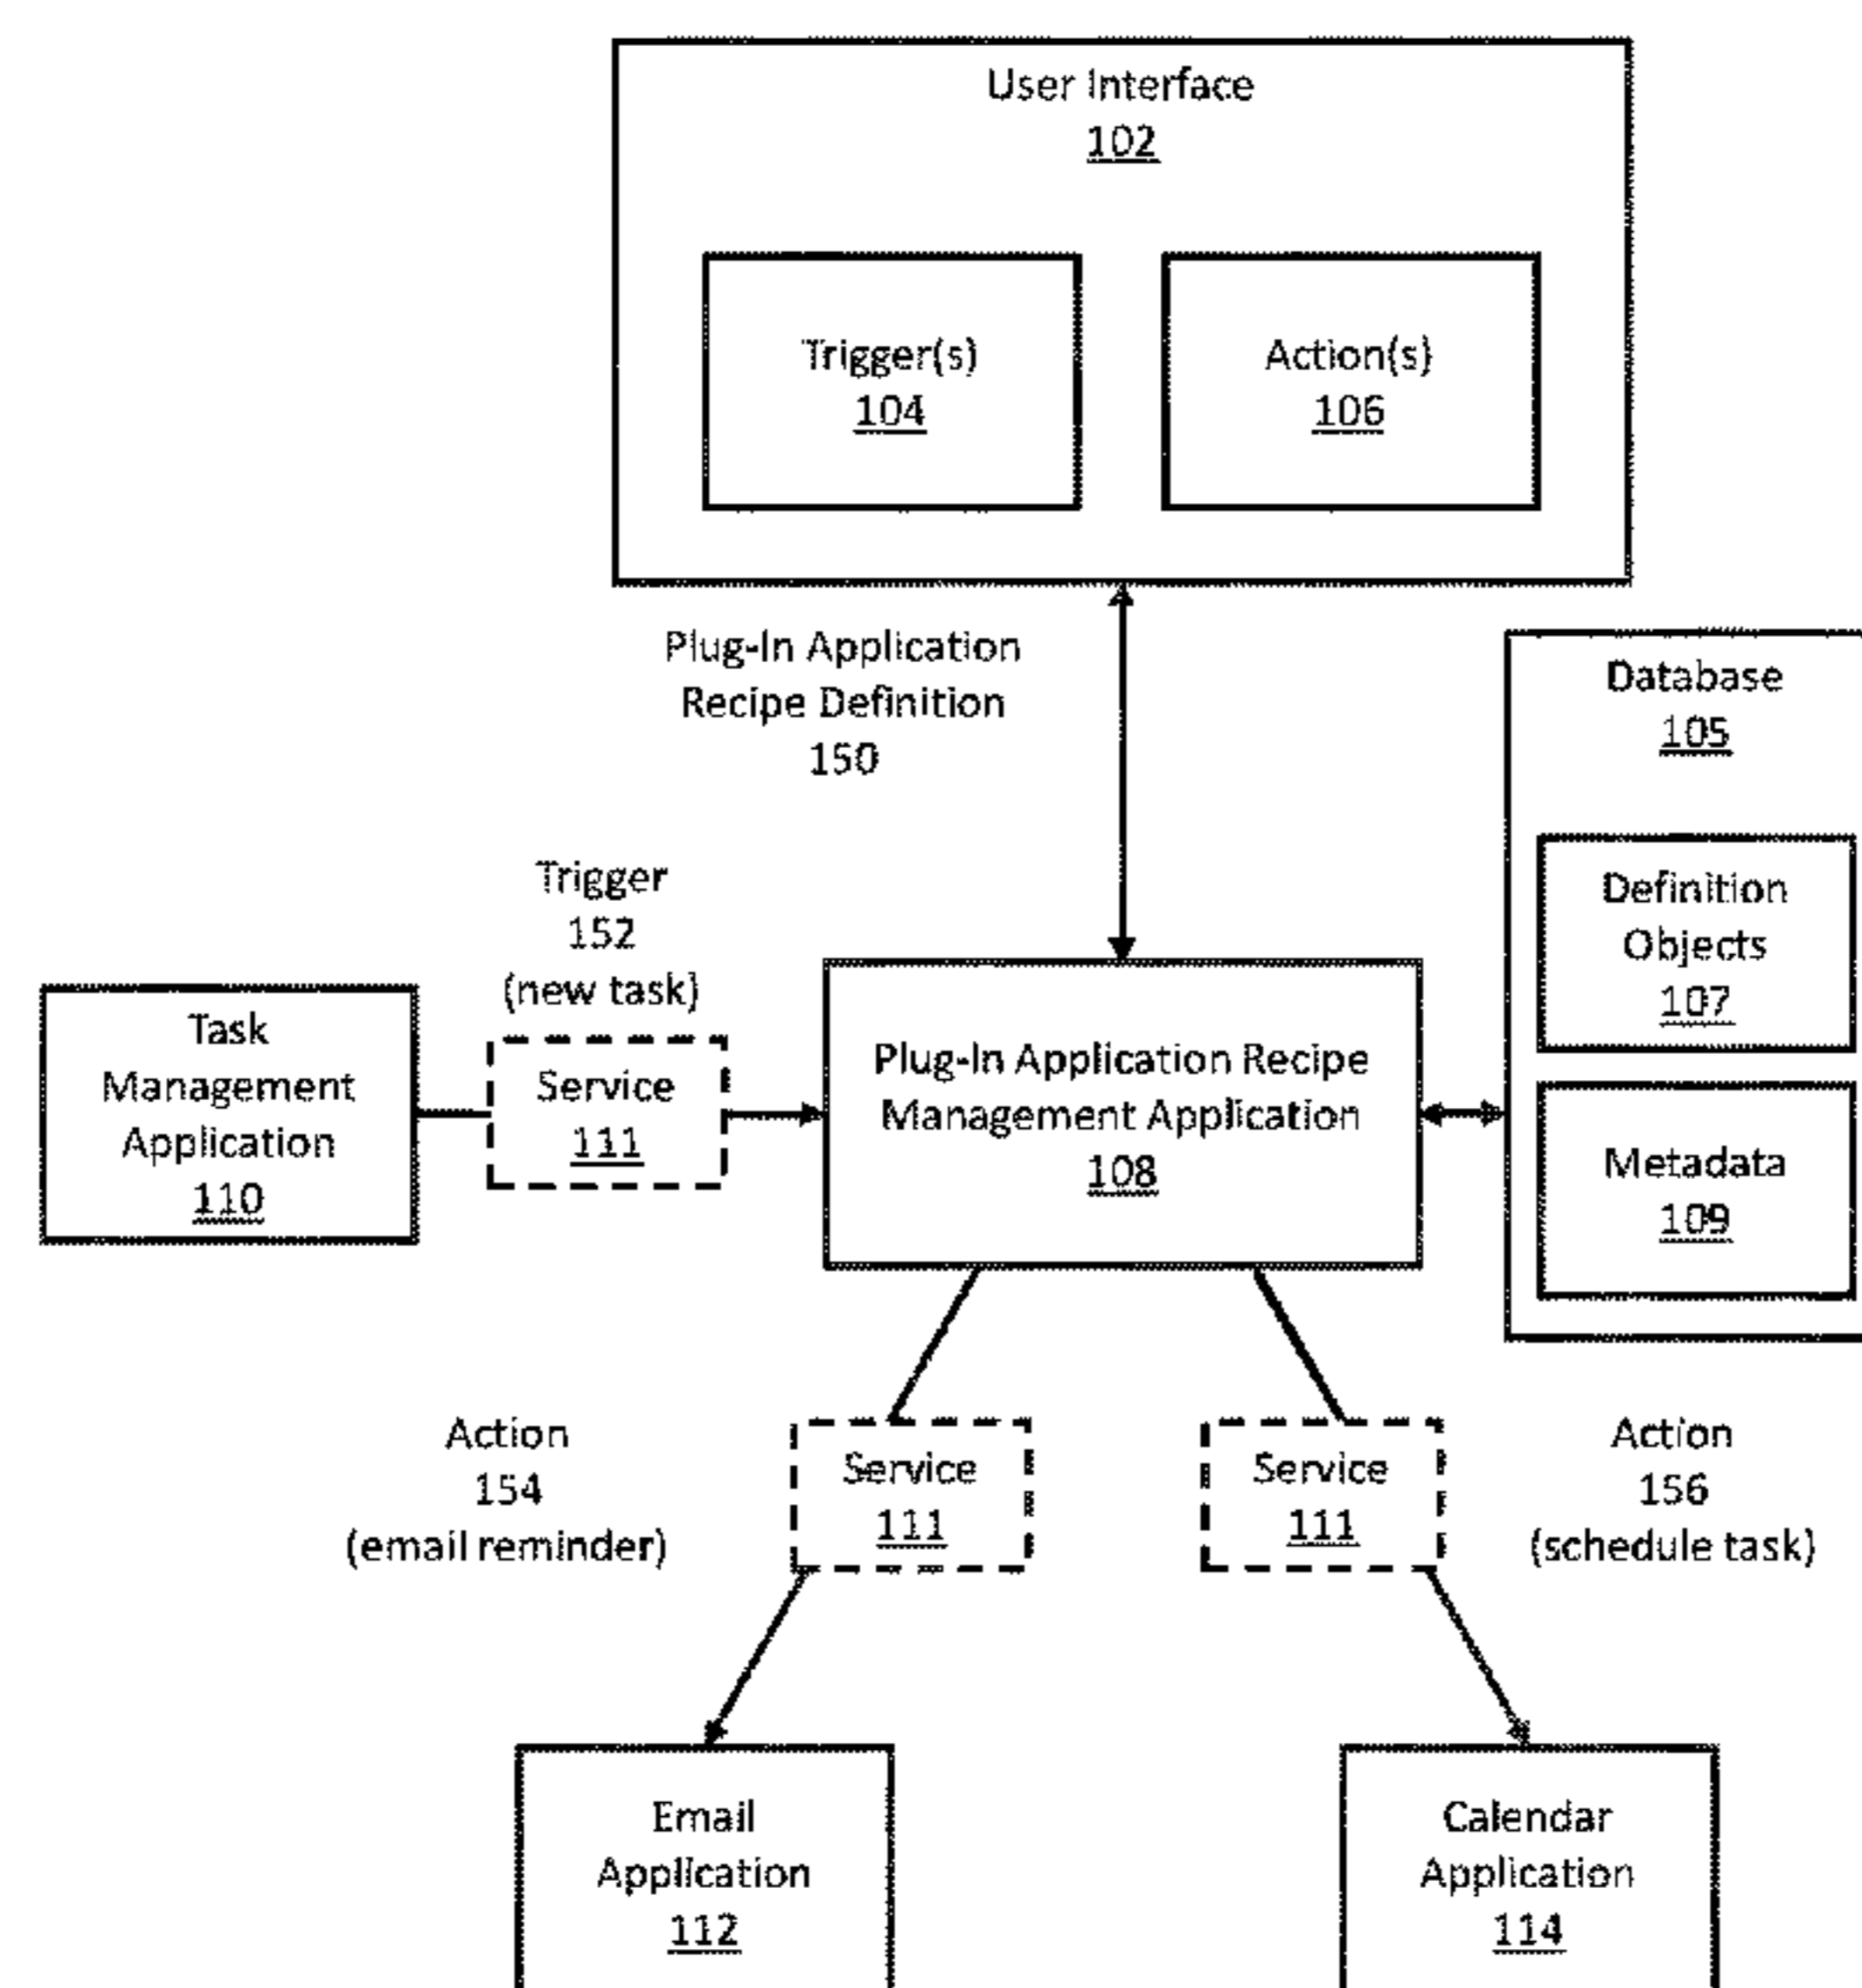 User Interface
102
Trigger(s)
104
Action(s)
106
Plug-In Application
Recipe Definition
150
Database
105
Definition
Objects
107
Metadata
109
Trigger
152
(new task)
Task
Management
Application
110
Service
111
Plug-In Application Recipe
Management Application
108
Action
154
(email reminder)
Service
111
Service
111
Action
156
(schedule task)
Email
Application
112
Calendar
Application
114